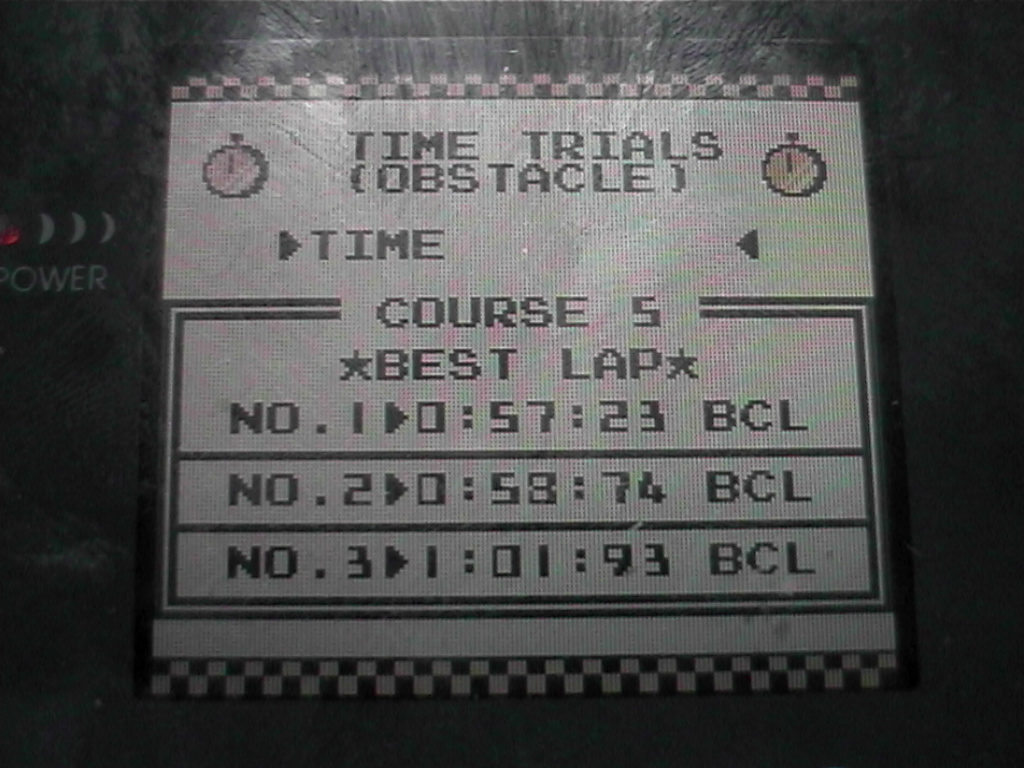 TIME TRIALS
(OBSTACLE)
▶TIME ◀
POWER
COURSE 5
★BEST LAP★
NO.1▶0:57:23 BCL
NO.2▶0:58:74 BCL
NO.3▶1:01:93 BCL